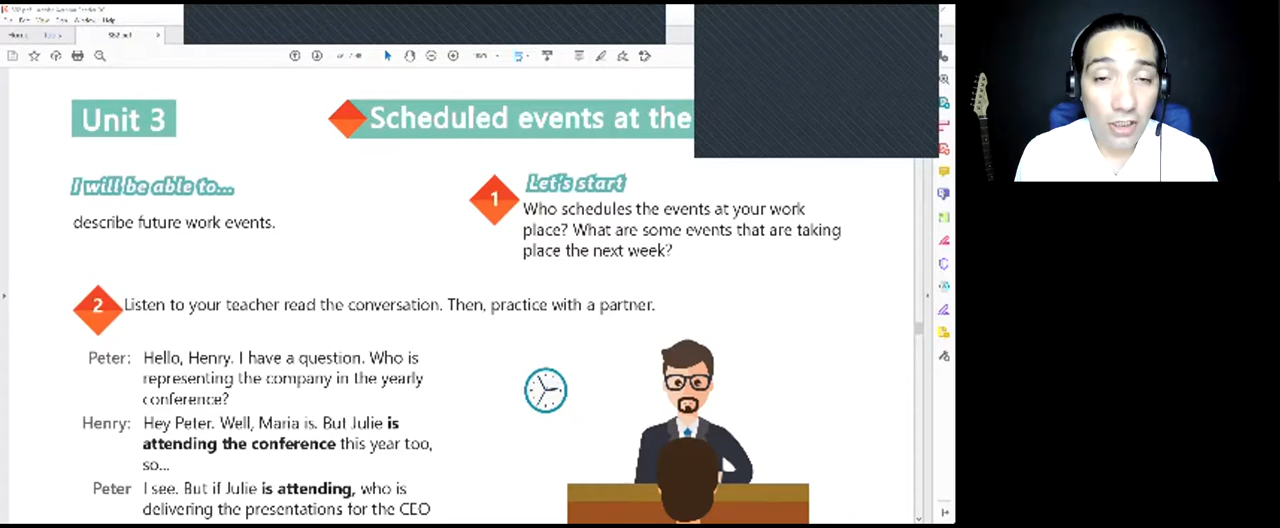 Home
Tools
Unit 3
Scheduled events at the
I will be able to...
describe future work events.
1
Let's start
Who schedules the events at your work
place? What are some events that are taking
place the next week?
2
Listen to your teacher read the conversation. Then, practice with a partner.
Peter: Hello, Henry. I have a question. Who is
representing the company in the yearly
conference?
Henry: Hey Peter. Well, Maria is. But Julie is
attending the conference this year too,
so...
Peter I see. But if Julie is attending, who is
delivering the presentations for the CEO